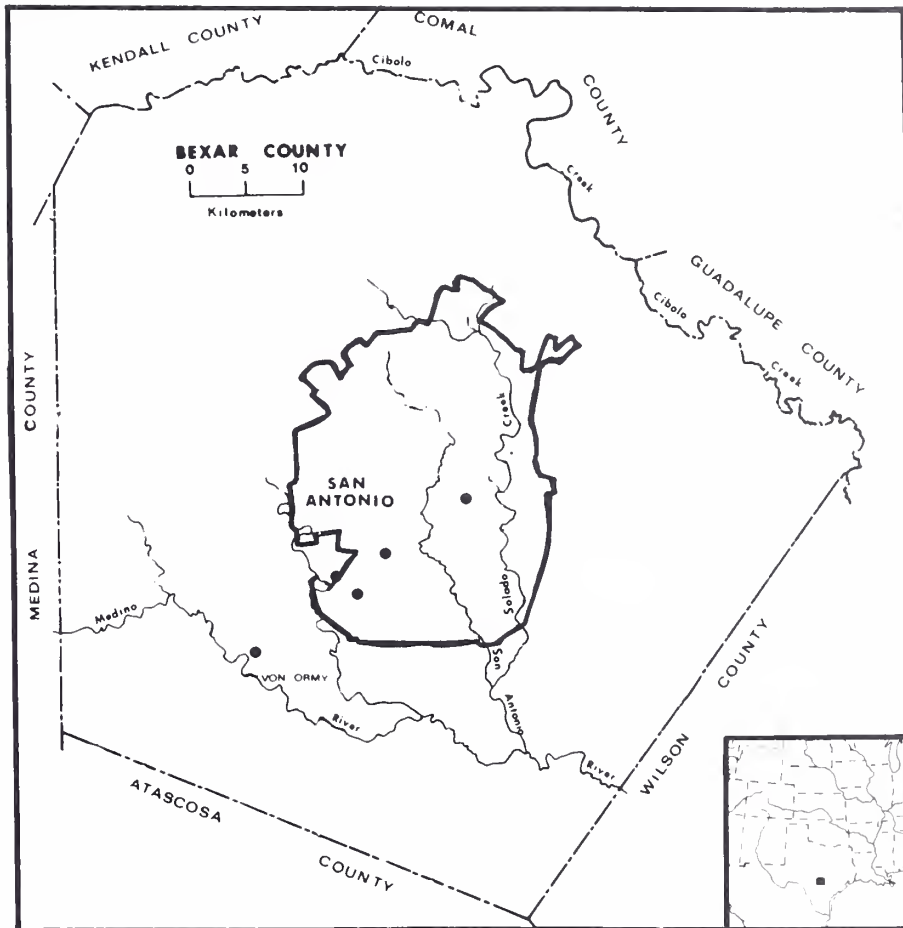 KENDALL COUNTY
COMAL
COUNTY
Cibolo
Creek
BEXAR COUNTY
0 5 10
Kilometers
GUADALUPE COUNTY
Cibolo
Creek
Creek
SAN
ANTONIO
MEDINA COUNTY
Medina
Salado
VON ORMY
River
San
Antonio
River
WILSON COUNTY
ATASCOSA
COUNTY